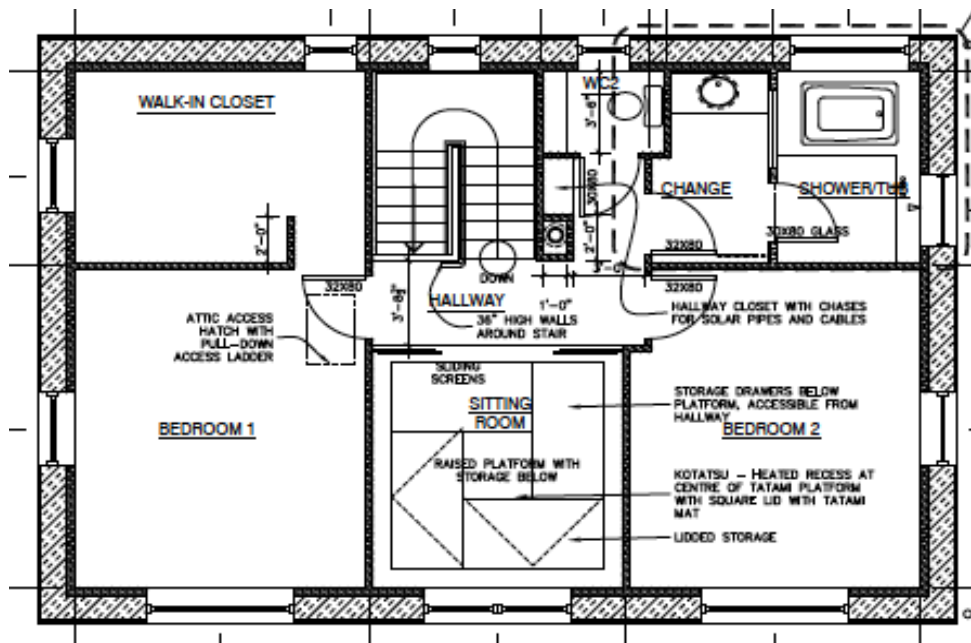 WALK-IN CLOSET
WC2
3'-6"
30X80
2'-0"
CHANGE
SHOWER/TUB
30X80 GLASS
2'-0"
32X80
32X80
32X80
DOWN
HALLWAY
1'-0"
36" HIGH WALLS
AROUND STAIR
HALLWAY CLOSET WITH CHASES
FOR SOLAR PIPES AND CABLES
ATTIC ACCESS
HATCH WITH
PULL-DOWN
ACCESS LADDER
SLIDING
SCREENS
SITTING
ROOM
STORAGE DRAWERS BELOW
PLATFORM, ACCESSIBLE FROM
HALLWAY
BEDROOM 1
BEDROOM 2
RAISED PLATFORM WITH
STORAGE BELOW
KOTATSU – HEATED RECESS AT
CENTRE OF TATAMI PLATFORM
WITH SQUARE LID WITH TATAMI
MAT
LIDDED STORAGE